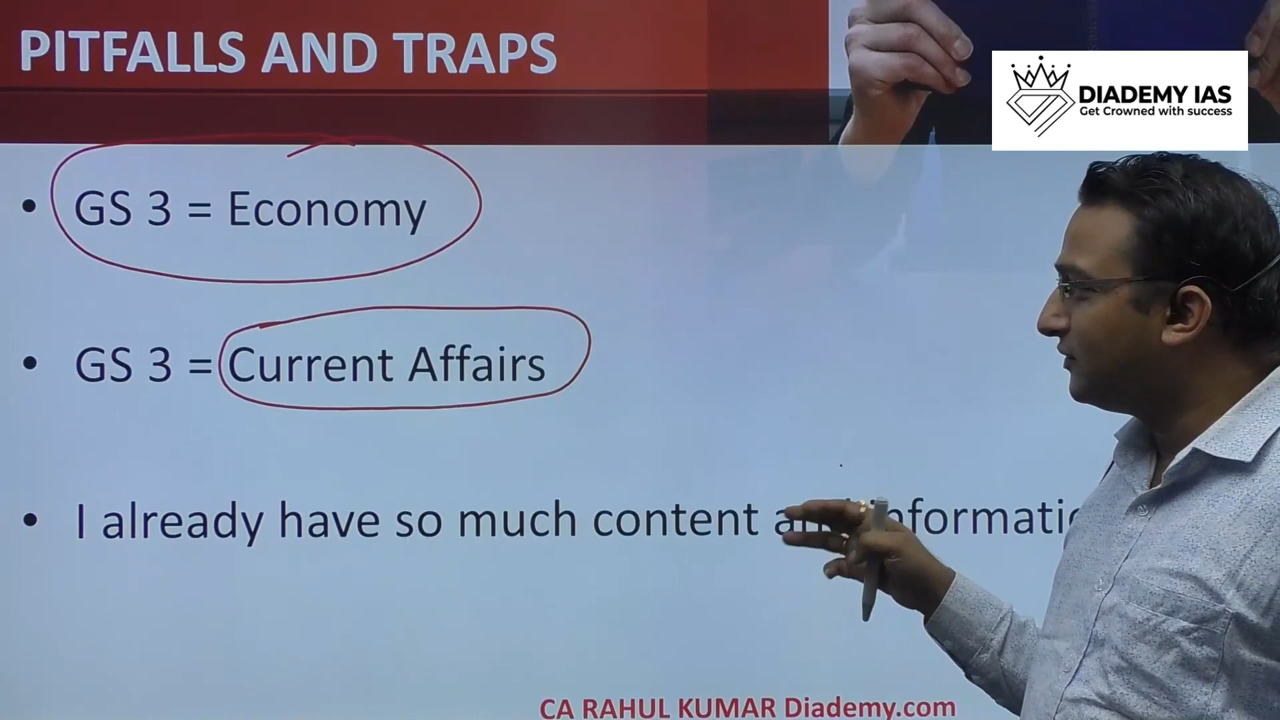 PITFALLS AND TRAPS
DIADEMY IAS
Get Crowned with success
• GS 3 = Economy
• GS 3 = Current Affairs
• I already have so much content
CA RAHUL KUMAR Diademy.com